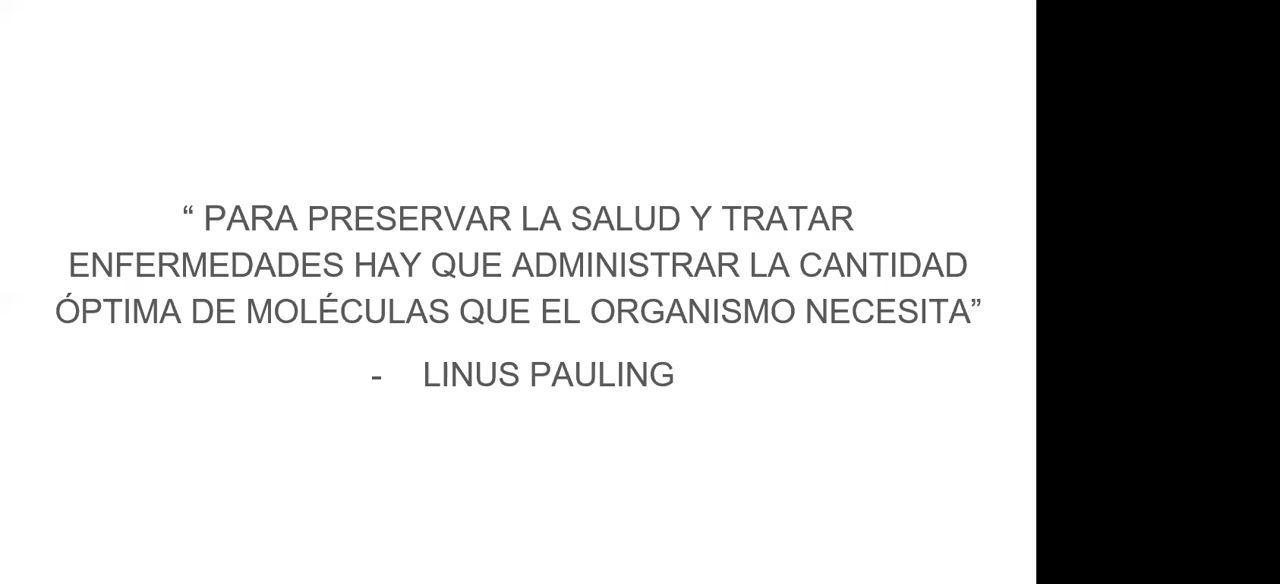 “ PARA PRESERVAR LA SALUD Y TRATAR
ENFERMEDADES HAY QUE ADMINISTRAR LA CANTIDAD
ÓPTIMA DE MOLÉCULAS QUE EL ORGANISMO NECESITA”
- LINUS PAULING